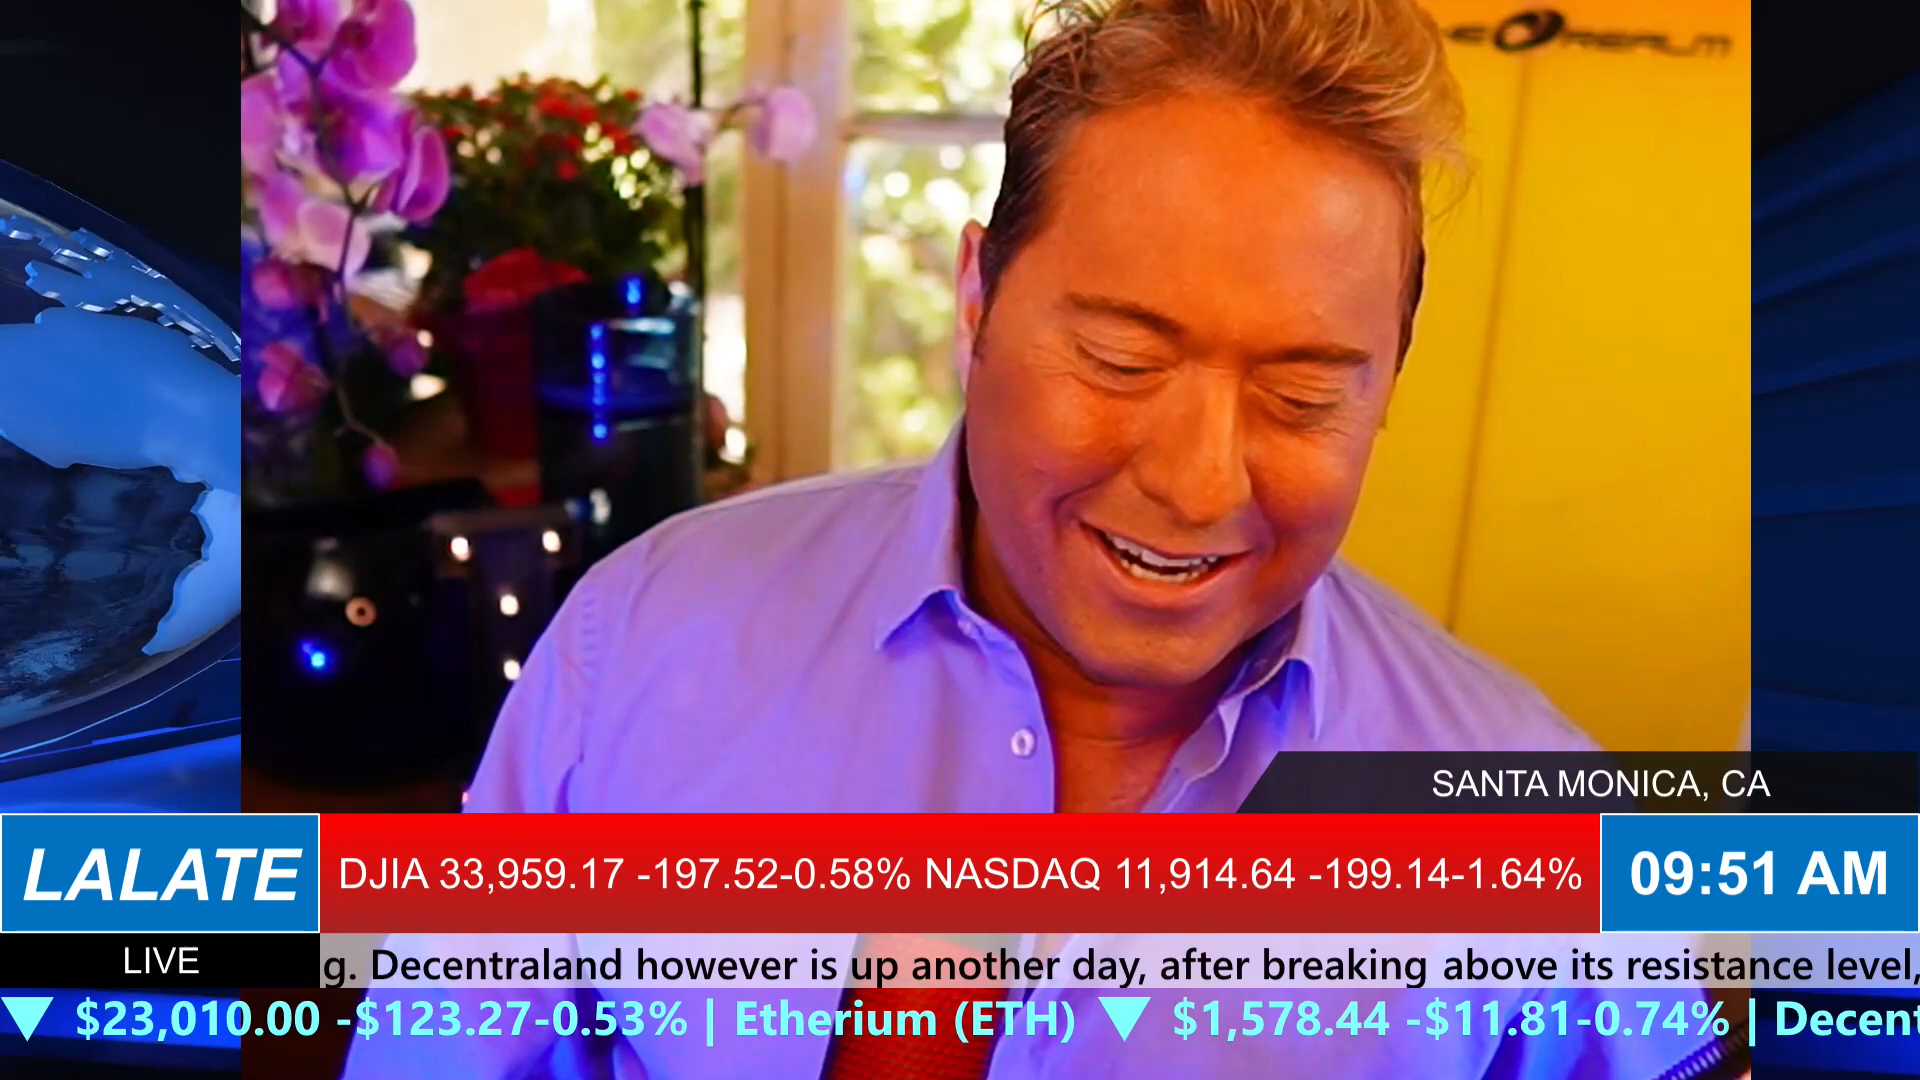 SANTA MONICA, CA
LALATE
DJIA 33,959.17 -197.52-0.58% NASDAQ 11,914.64 -199.14-1.64%
09:51 AM
LIVE
g. Decentraland however is up another day, after breaking above its resistance level,
▼ $23,010.00 -$123.27-0.53% | Etherium (ETH) ▼ $1,578.44 -$11.81-0.74% | Decent